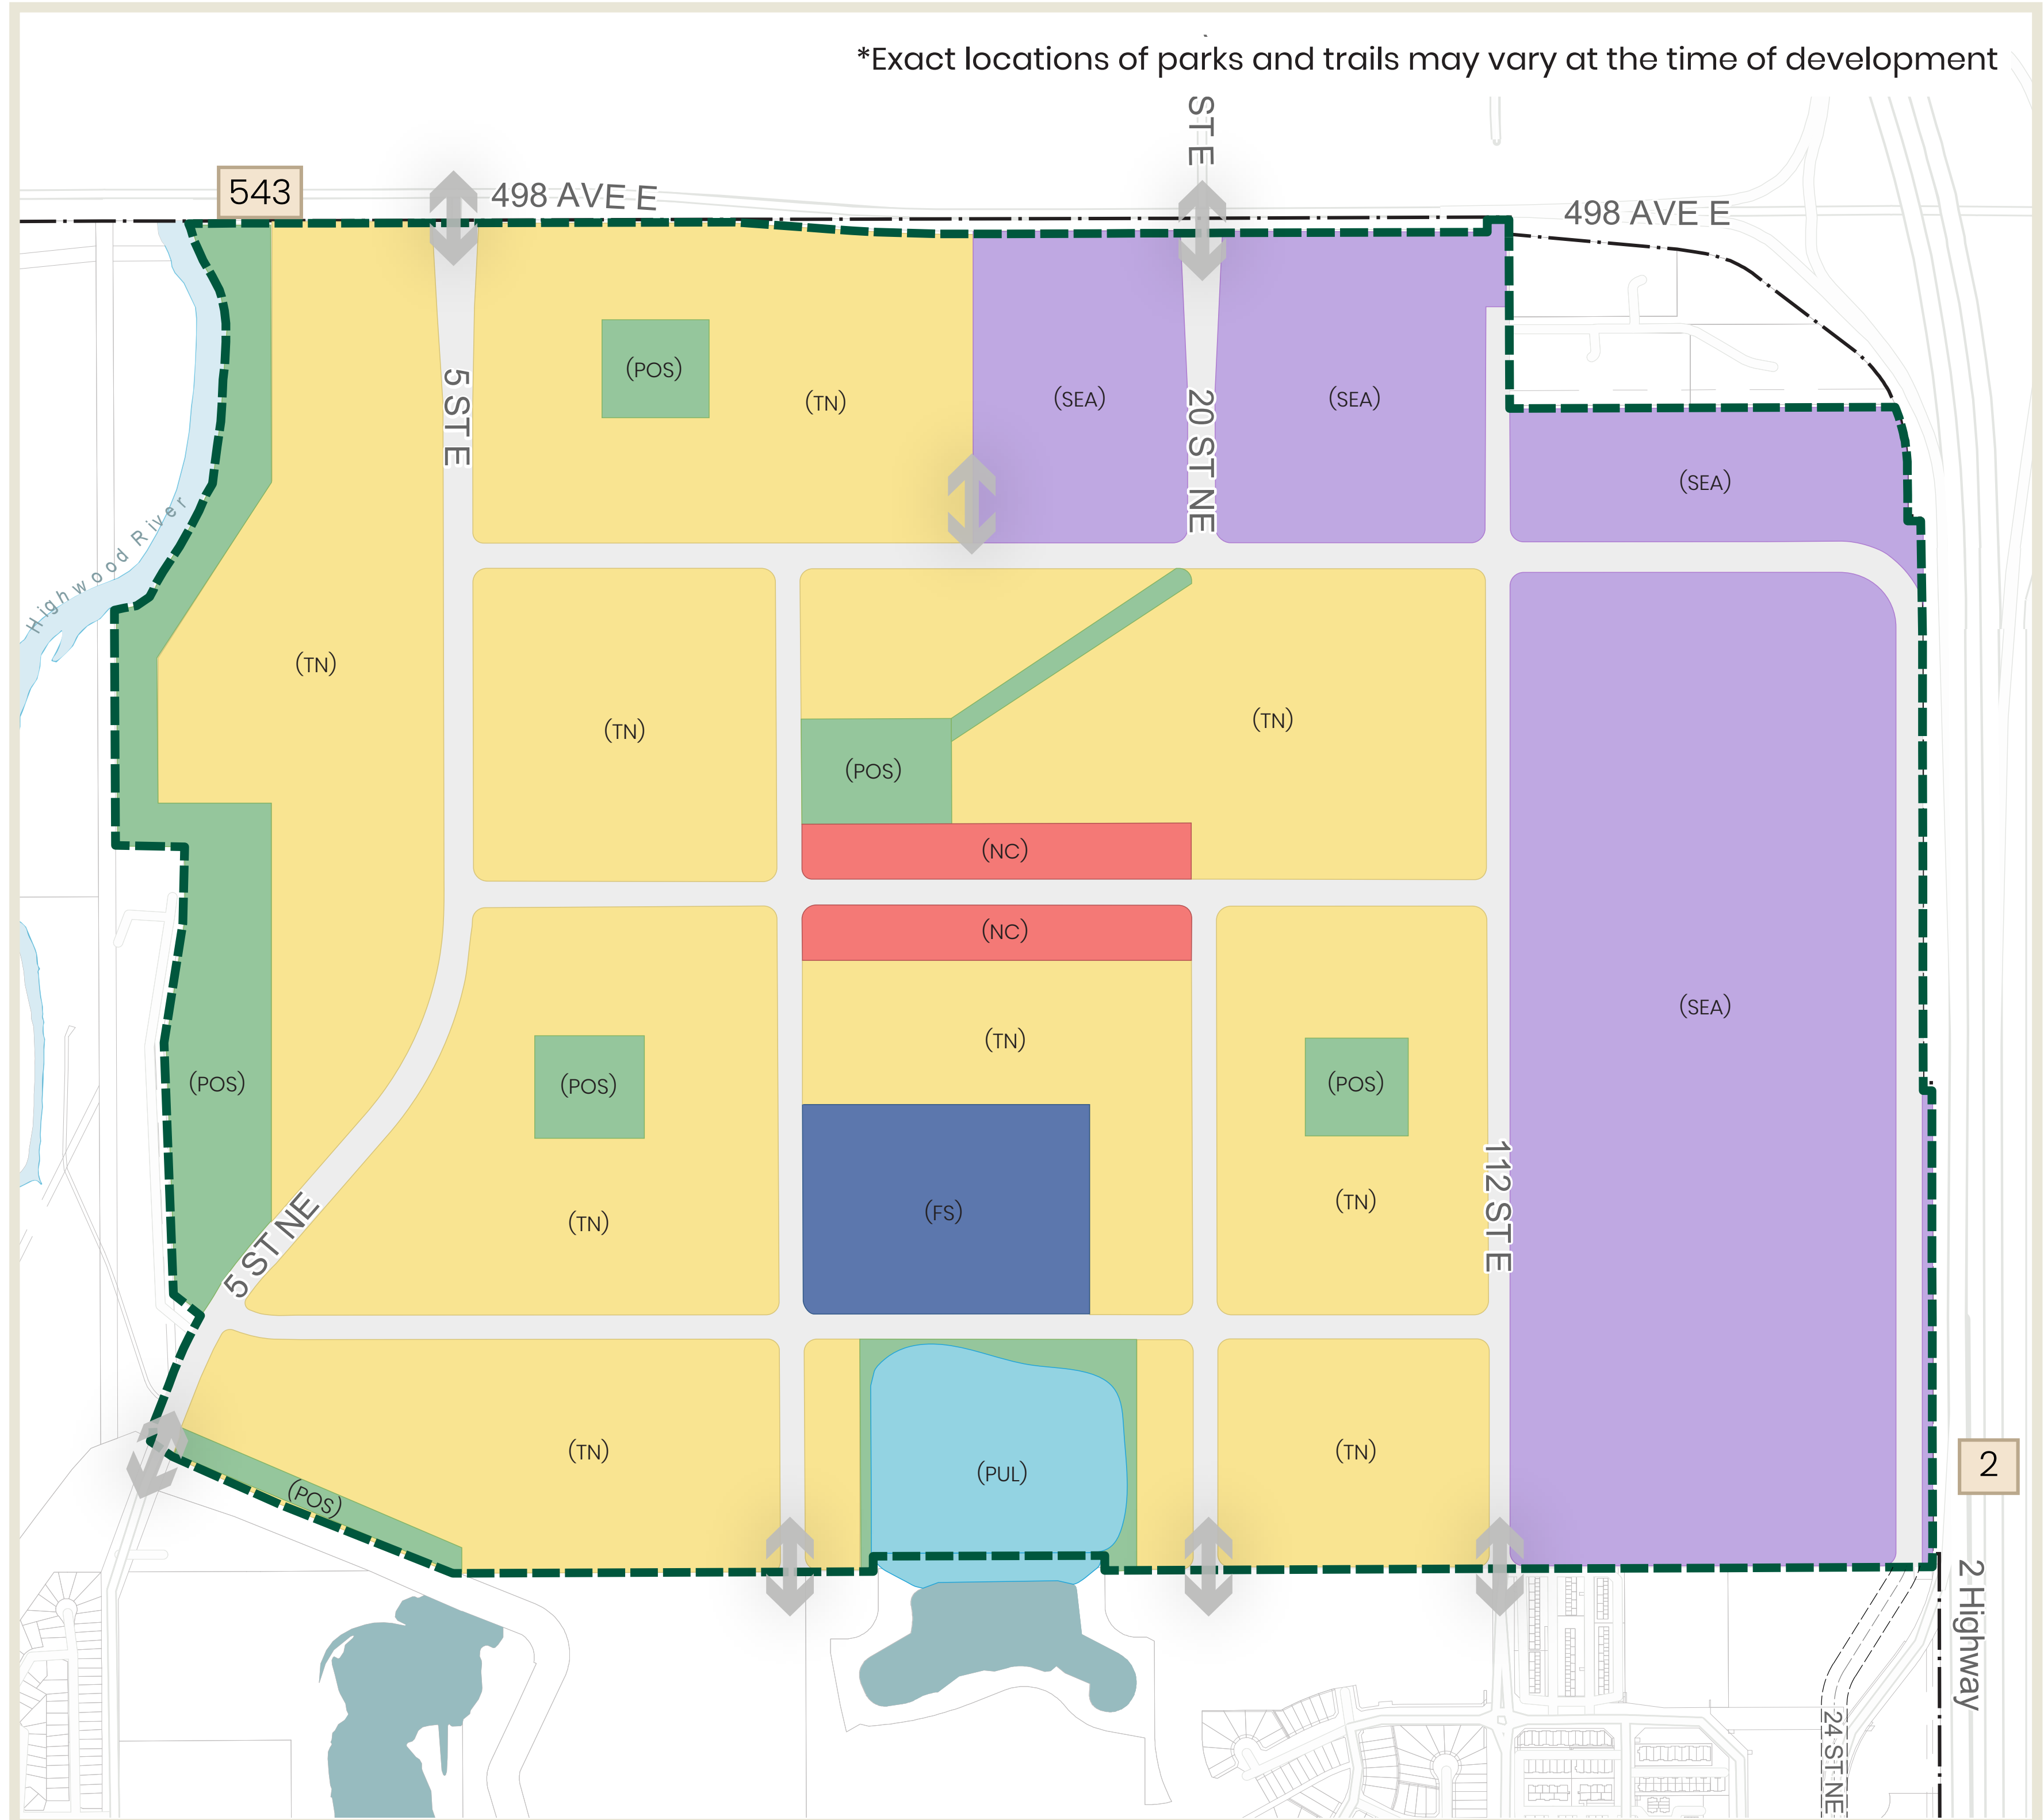 *Exact locations of parks and trails may vary at the time of development
ST E
543
498 AVE E
498 AVE E
5 ST E
(POS)
(TN)
(SEA)
20 ST NE
(SEA)
(SEA)
Highwood River
(TN)
(TN)
(TN)
(POS)
(NC)
(NC)
(SEA)
(TN)
(POS)
(POS)
(POS)
(FS)
(TN)
(TN)
112 ST E
5 ST NE
(TN)
(TN)
(PUL)
(POS)
2
2 Highway
24 ST NE